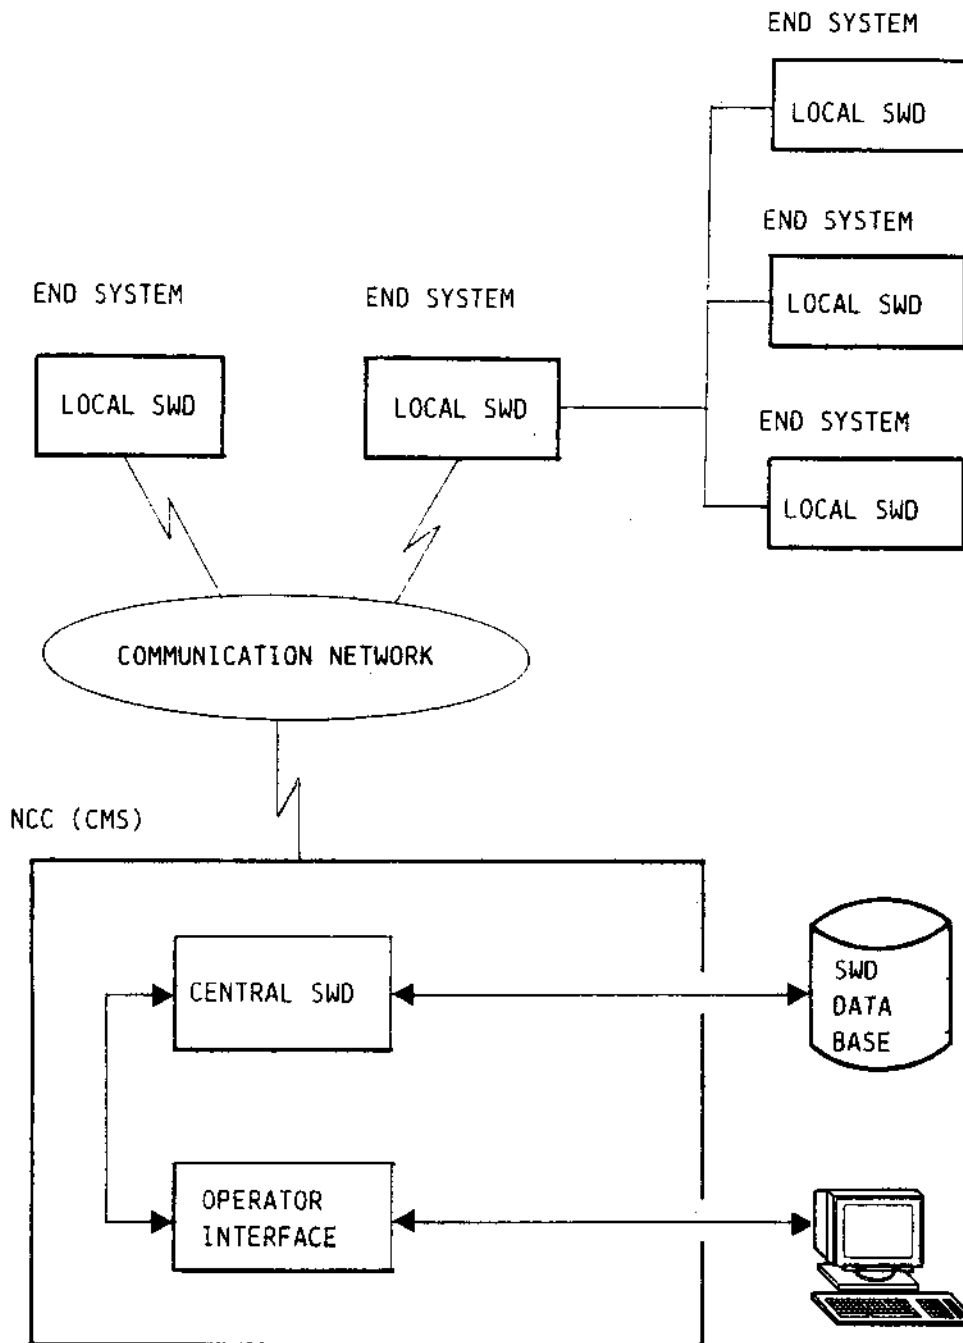 END SYSTEM
LOCAL SWD
END SYSTEM
LOCAL SWD
END SYSTEM
END SYSTEM
LOCAL SWD
LOCAL SWD
END SYSTEM
LOCAL SWD
COMMUNICATION NETWORK
NCC (CMS)
CENTRAL SWD
SWD
DATA
BASE
OPERATOR
INTERFACE